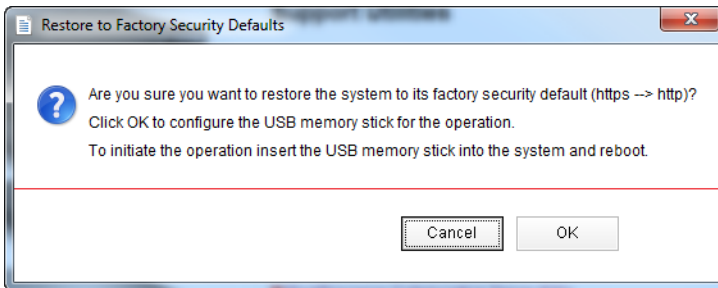 Support Utilities
Restore to Factory Security Defaults
Are you sure you want to restore the system to its factory security default (https --> http)?
Click OK to configure the USB memory stick for the operation.
To initiate the operation insert the USB memory stick into the system and reboot.
Cancel
OK